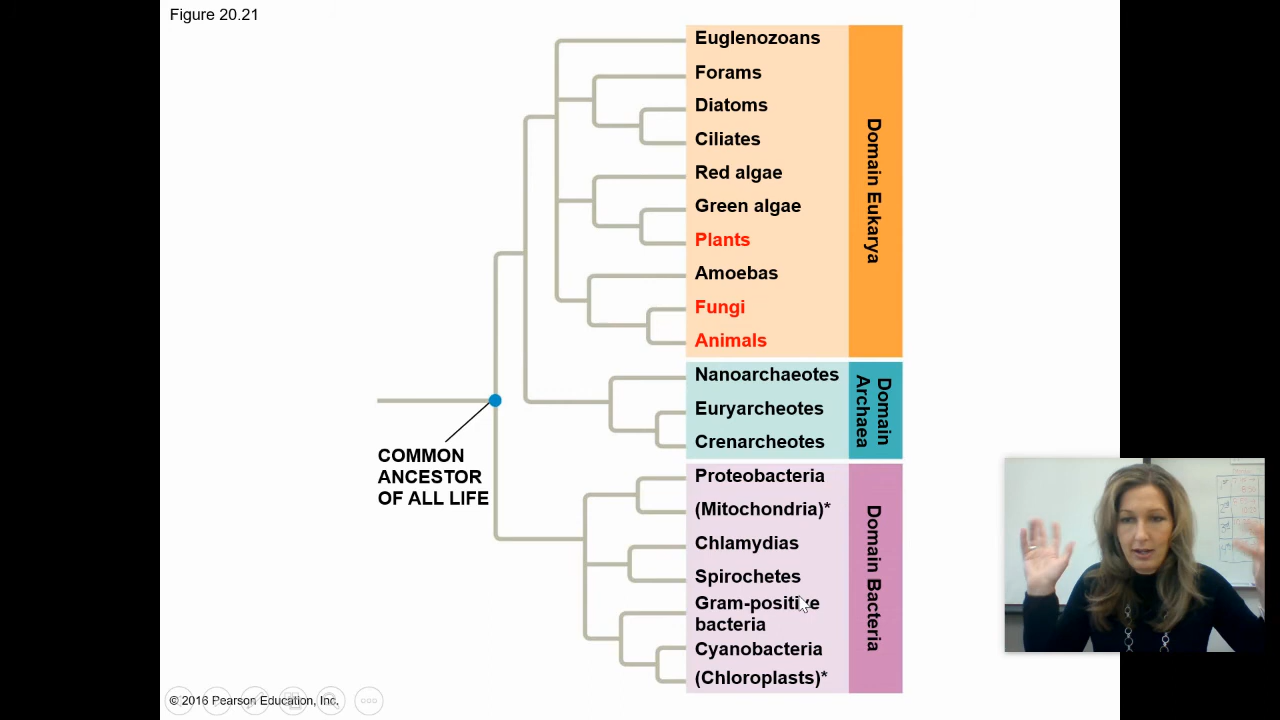 Figure 20.21
Euglenozoans
Forams
Diatoms
Ciliates
Red algae
Green algae
Plants
Amoebas
Fungi
Animals
Domain Eukarya
Nanoarchaeotes
Euryarcheotes
Crenarcheotes
Domain
Archaea
COMMON
ANCESTOR
OF ALL LIFE
Proteobacteria
(Mitochondria)*
Chlamydias
Spirochetes
Gram-positive
bacteria
Cyanobacteria
(Chloroplasts)*
Domain Bacteria
© 2016 Pearson Education, Inc.